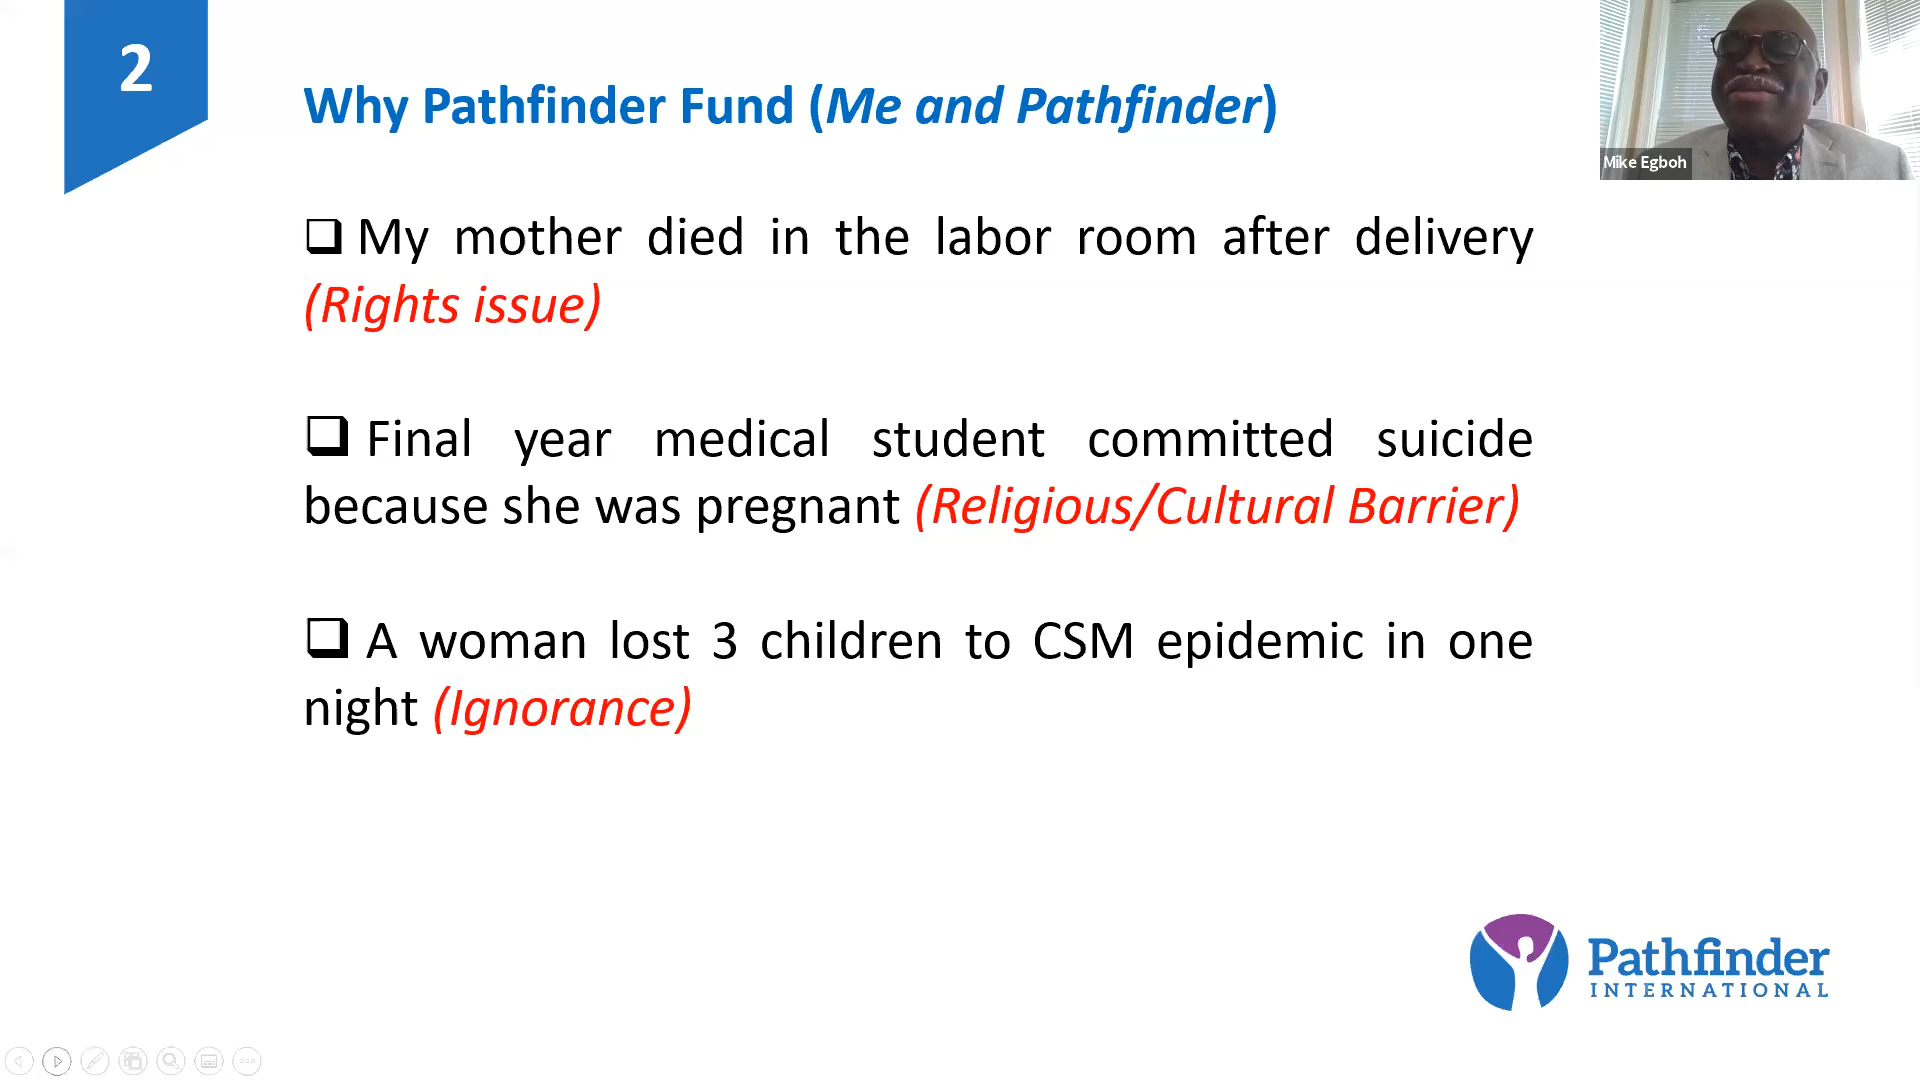 2
Why Pathfinder Fund (Me and Pathfinder)
Mike Egboh
My mother died in the labor room after delivery
(Rights issue)
Final year medical student committed suicide
because she was pregnant (Religious/Cultural Barrier)
A woman lost 3 children to CSM epidemic in one
night (Ignorance)
Pathfinder
INTERNATIONAL